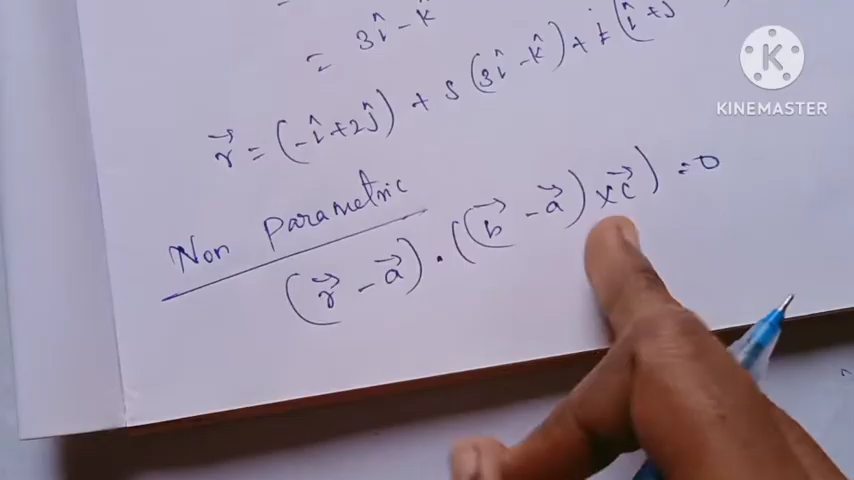 = 3î - k̂
r⃗ = (-î + 2ĵ) + s(3î - k̂) + t(î + ĵ
Non Parametric
(r⃗ - a⃗) · ((b⃗ - a⃗) × c⃗) = 0
K
KINEMASTER